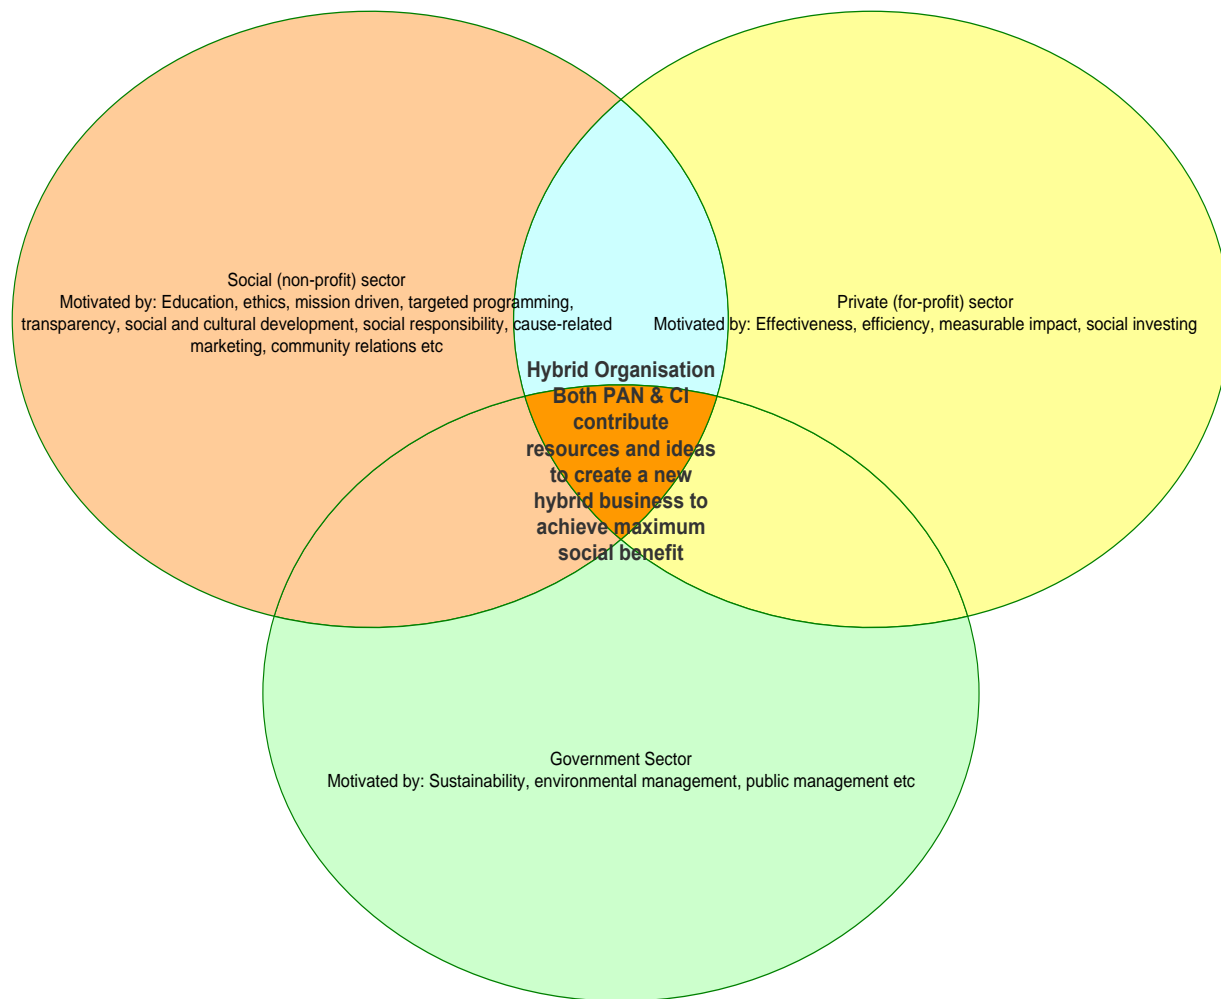 Social (non-profit) sector
Motivated by: Education, ethics, mission driven, targeted programming,
transparency, social and cultural development, social responsibility, cause-related
marketing, community relations etc
Private (for-profit) sector
Motivated by: Effectiveness, efficiency, measurable impact, social investing
Hybrid Organisation
Both PAN & CI
contribute
resources and ideas
to create a new
hybrid business to
achieve maximum
social benefit
Government Sector
Motivated by: Sustainability, environmental management, public management etc